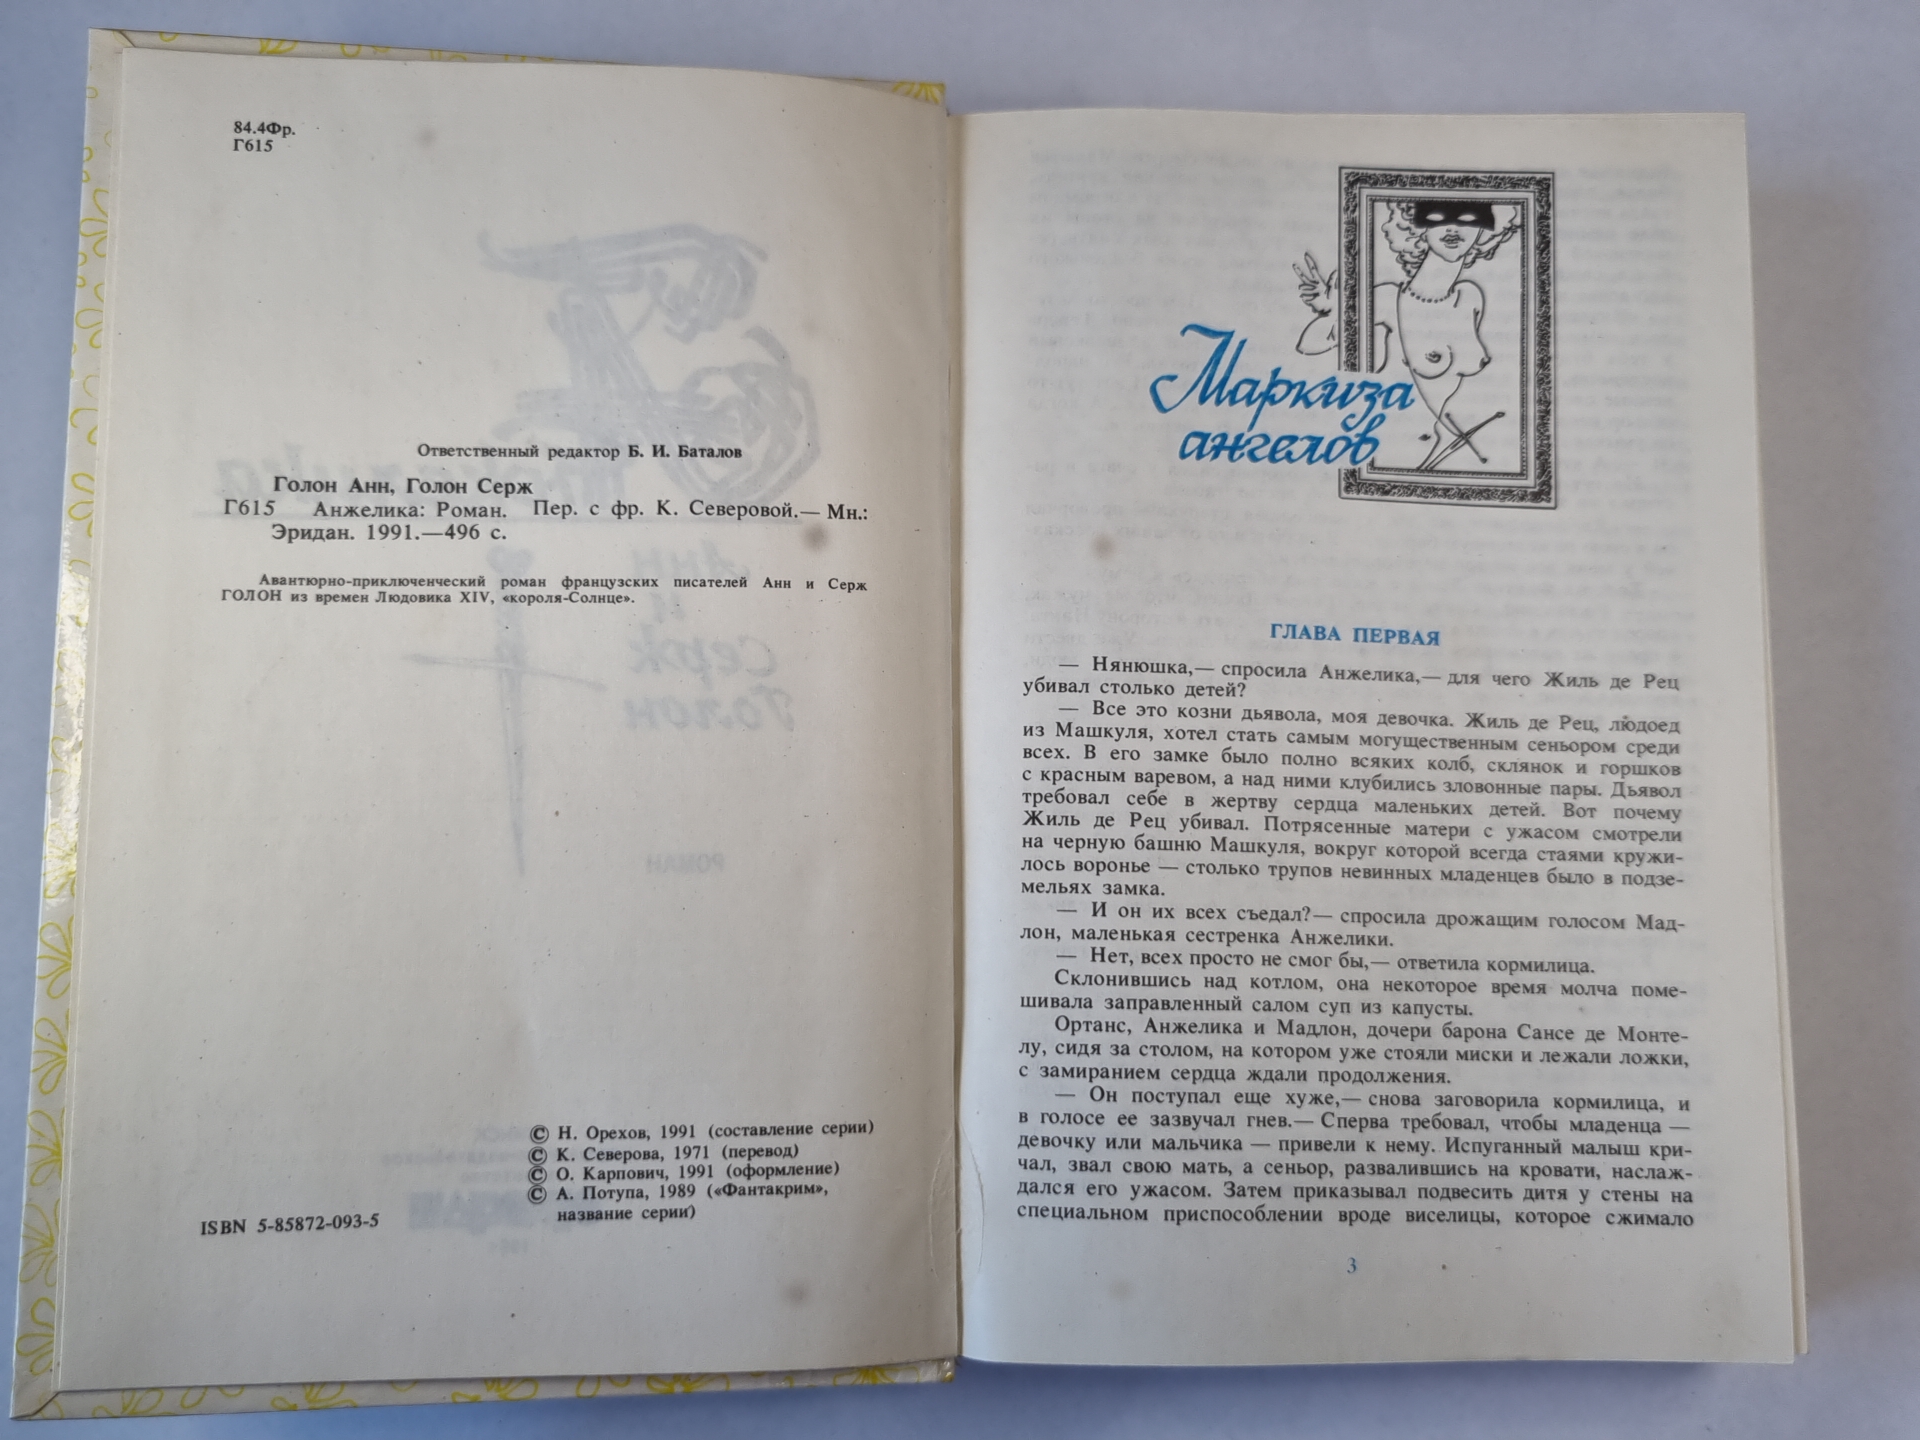 84.4Фр.
Г615
Ответственный редактор Б. И. Баталов
Голон Анн, Голон Серж
Г615 Анжелика: Роман. Пер. с фр. К. Северовой.— Мн.:
Эридан. 1991.—496 с.
Авантюрно-приключенческий роман французских писателей Анн и Серж
ГОЛОН из времен Людовика XIV, «короля-Солнце».
© Н. Орехов, 1991 (составление серии)
© К. Северова, 1971 (перевод)
© О. Карпович, 1991 (оформление)
© А. Потупа, 1989 («Фантакрим»,
название серии)
ISBN 5-85872-093-5
Маркиза
ангелов
ГЛАВА ПЕРВАЯ
— Нянюшка,— спросила Анжелика,— для чего Жиль де Рец
убивал столько детей?
— Все это козни дьявола, моя девочка. Жиль де Рец, людоед
из Машкуля, хотел стать самым могущественным сеньором среди
всех. В его замке было полно всяких колб, склянок и горшков
с красным варевом, а над ними клубились зловонные пары. Дьявол
требовал себе в жертву сердца маленьких детей. Вот почему
Жиль де Рец убивал. Потрясенные матери с ужасом смотрели
на черную башню Машкуля, вокруг которой всегда стаями кружи-
лось воронье — столько трупов невинных младенцев было в подзе-
мельях замка.
— И он их всех съедал?— спросила дрожащим голосом Мад-
лон, маленькая сестренка Анжелики.
— Нет, всех просто не смог бы,— ответила кормилица.
Склонившись над котлом, она некоторое время молча поме-
шивала заправленный салом суп из капусты.
Ортанс, Анжелика и Мадлон, дочери барона Сансе де Монте-
лу, сидя за столом, на котором уже стояли миски и лежали ложки,
с замиранием сердца ждали продолжения.
— Он поступал еще хуже,— снова заговорила кормилица, и
в голосе ее зазвучал гнев.— Сперва требовал, чтобы младенца —
девочку или мальчика — привели к нему. Испуганный малыш кри-
чал, звал свою мать, а сеньор, развалившись на кровати, наслаж-
дался его ужасом. Затем приказывал подвесить дитя у стены на
специальном приспособлении вроде виселицы, которое сжимало
3